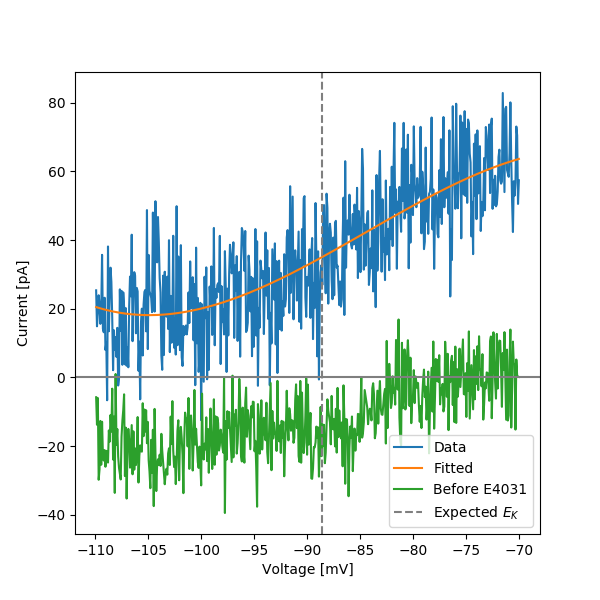 80
60
40
20
0
−20
−40
Current [pA]
−110 −105 −100 −95 −90 −85 −80 −75 −70
Voltage [mV]
Data
Fitted
Before E4031
Expected E_K